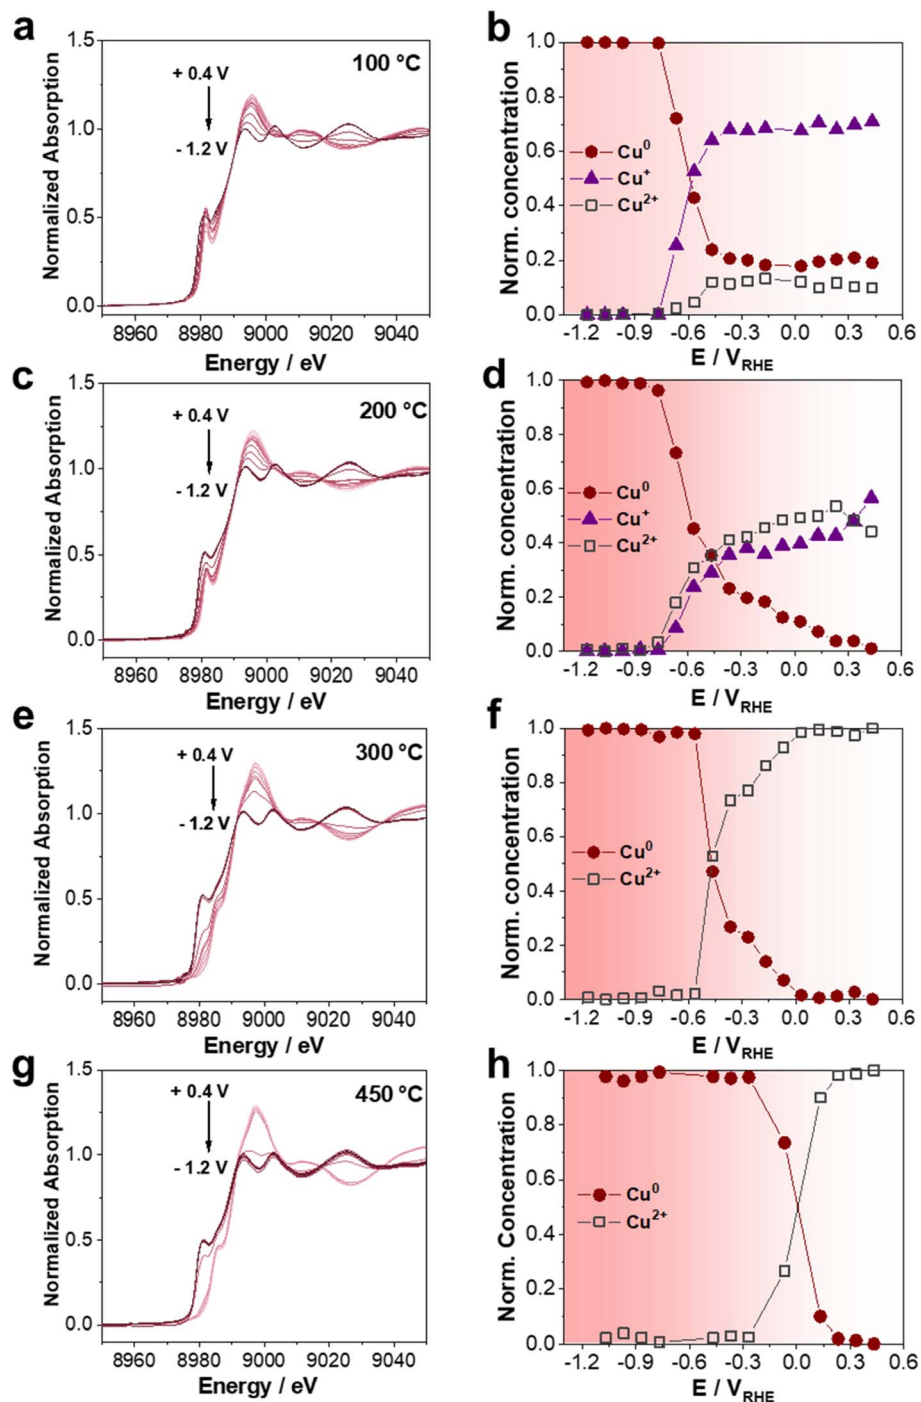 a
Normalized Absorption
1.5
1.0
0.5
0.0
+ 0.4 V
- 1.2 V
100 °C
8960 8980 9000 9020 9040
Energy / eV
b
Norm. concentration
1.0
0.8
0.6
0.4
0.2
0.0
Cu⁰
Cu⁺
Cu²⁺
-1.2 -0.9 -0.6 -0.3 0.0 0.3 0.6
E / V_RHE
c
Normalized Absorption
1.5
1.0
0.5
0.0
+ 0.4 V
- 1.2 V
200 °C
8960 8980 9000 9020 9040
Energy / eV
d
Norm. concentration
1.0
0.8
0.6
0.4
0.2
0.0
Cu⁰
Cu⁺
Cu²⁺
-1.2 -0.9 -0.6 -0.3 0.0 0.3 0.6
E / V_RHE
e
Normalized Absorption
1.5
1.0
0.5
0.0
+ 0.4 V
- 1.2 V
300 °C
8960 8980 9000 9020 9040
Energy / eV
f
Norm. concentration
1.0
0.8
0.6
0.4
0.2
0.0
Cu⁰
Cu²⁺
-1.2 -0.9 -0.6 -0.3 0.0 0.3 0.6
E / V_RHE
g
Normalized Absorption
1.5
1.0
0.5
0.0
+ 0.4 V
- 1.2 V
450 °C
8960 8980 9000 9020 9040
Energy / eV
h
Norm. Concentration
1.0
0.8
0.6
0.4
0.2
0.0
Cu⁰
Cu²⁺
-1.2 -0.9 -0.6 -0.3 0.0 0.3 0.6
E / V_RHE